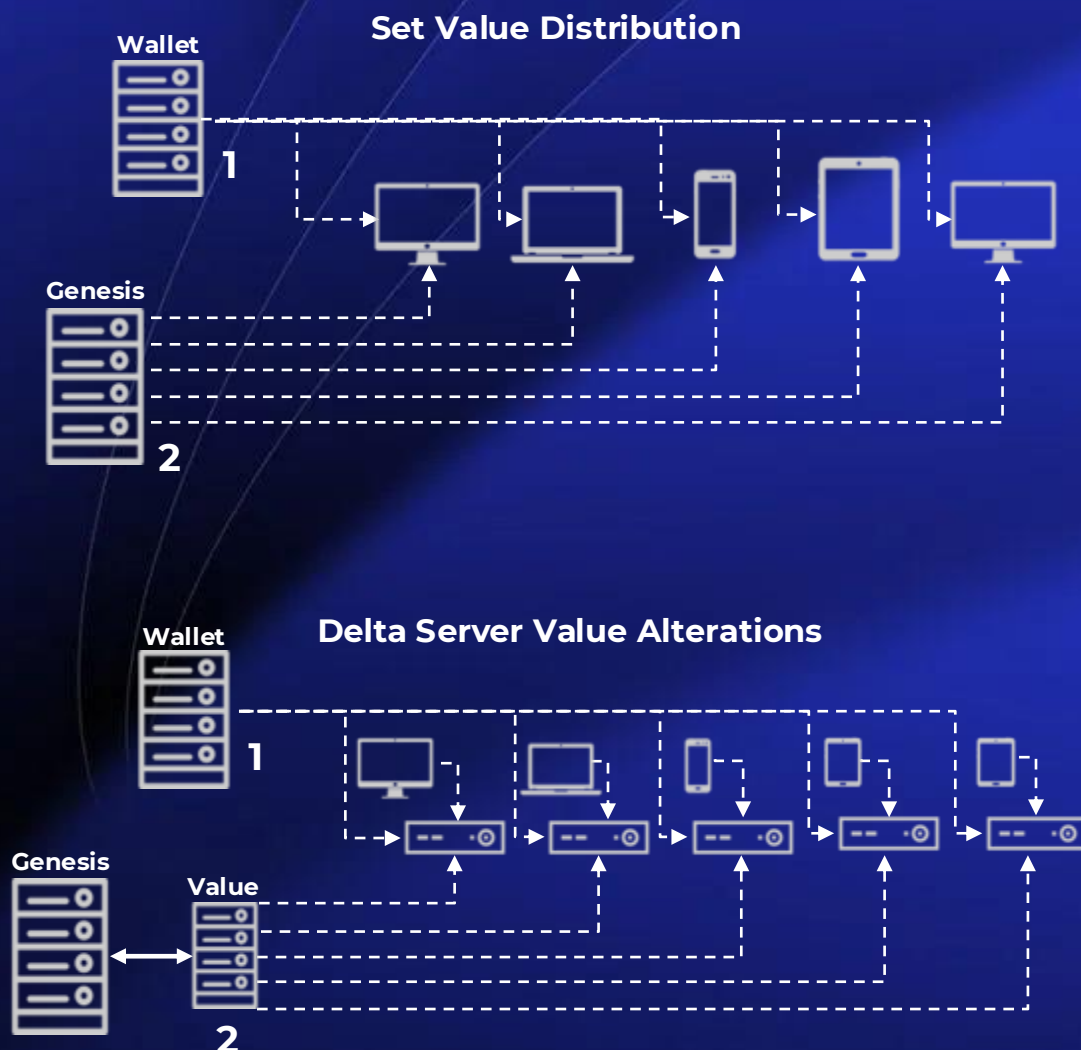 Set Value Distribution
Wallet
1
Genesis
2
Delta Server Value Alterations
Wallet
1
Genesis
Value
2